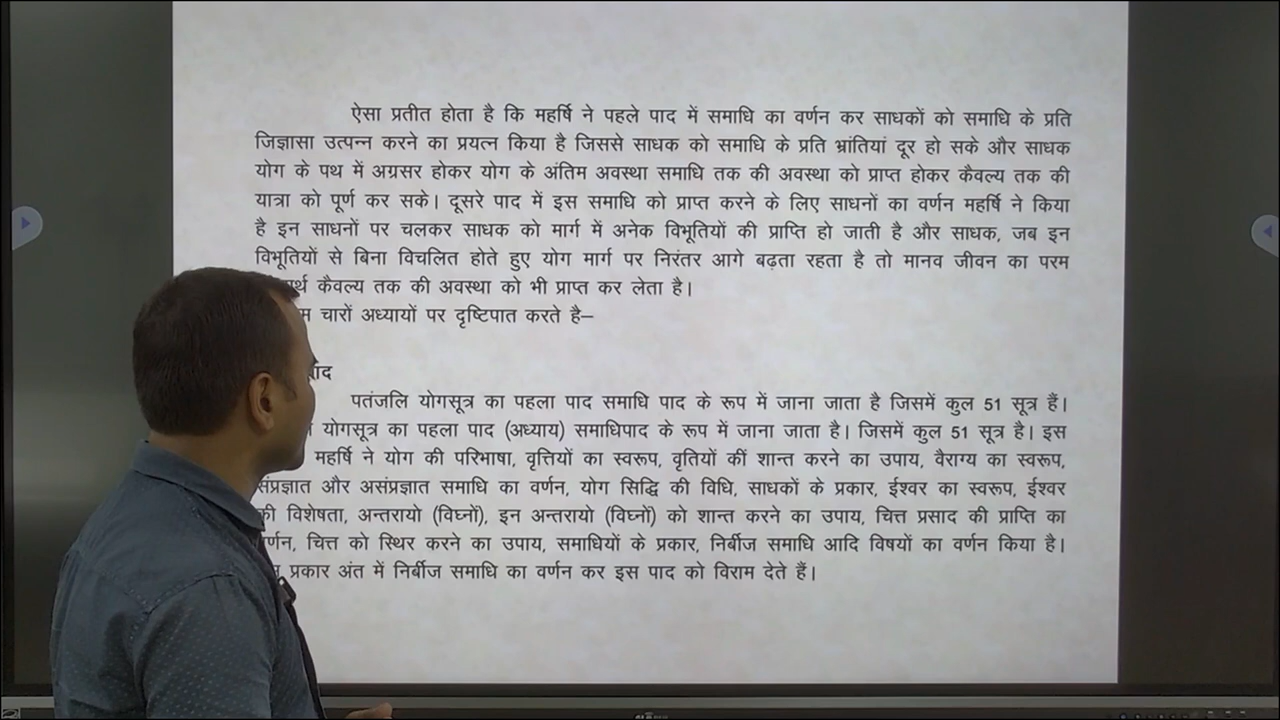 ऐसा प्रतीत होता है कि महर्षि ने पहले पाद में समाधि का वर्णन कर साधकों को समाधि के प्रति
जिज्ञासा उत्पन्न करने का प्रयत्न किया है जिससे साधक को समाधि के प्रति भ्रांतियां दूर हो सके और साधक
योग के पथ में अग्रसर होकर योग के अंतिम अवस्था समाधि तक की अवस्था को प्राप्त होकर कैवल्य तक की
यात्रा को पूर्ण कर सके। दूसरे पाद में इस समाधि को प्राप्त करने के लिए साधनों का वर्णन महर्षि ने किया
है इन साधनों पर चलकर साधक को मार्ग में अनेक विभूतियों की प्राप्ति हो जाती है और साधक, जब इन
विभूतियों से बिना विचलित होते हुए योग मार्ग पर निरंतर आगे बढ़ता रहता है तो मानव जीवन का परम
कैवल्य तक की अवस्था को भी प्राप्त कर लेता है।
चारों अध्यायों पर दृष्टिपात करते है–
पतंजलि योगसूत्र का पहला पाद समाधि पाद के रूप में जाना जाता है जिसमें कुल 51 सूत्र हैं।
योगसूत्र का पहला पाद (अध्याय) समाधिपाद के रूप में जाना जाता है। जिसमें कुल 51 सूत्र है। इस
महर्षि ने योग की परिभाषा, वृत्तियों का स्वरूप, वृतियों कीं शान्त करने का उपाय, वैराग्य का स्वरूप,
संप्रज्ञात और असंप्रज्ञात समाधि का वर्णन, योग सिद्धि की विधि, साधकों के प्रकार, ईश्वर का स्वरूप, ईश्वर
की विशेषता, अन्तरायो (विघ्नों), इन अन्तरायो (विघ्नों) को शान्त करने का उपाय, चित्त प्रसाद की प्राप्ति का
चित्त को स्थिर करने का उपाय, समाधियों के प्रकार, निर्बीज समाधि आदि विषयों का वर्णन किया है।
प्रकार अंत में निर्बीज समाधि का वर्णन कर इस पाद को विराम देते हैं।